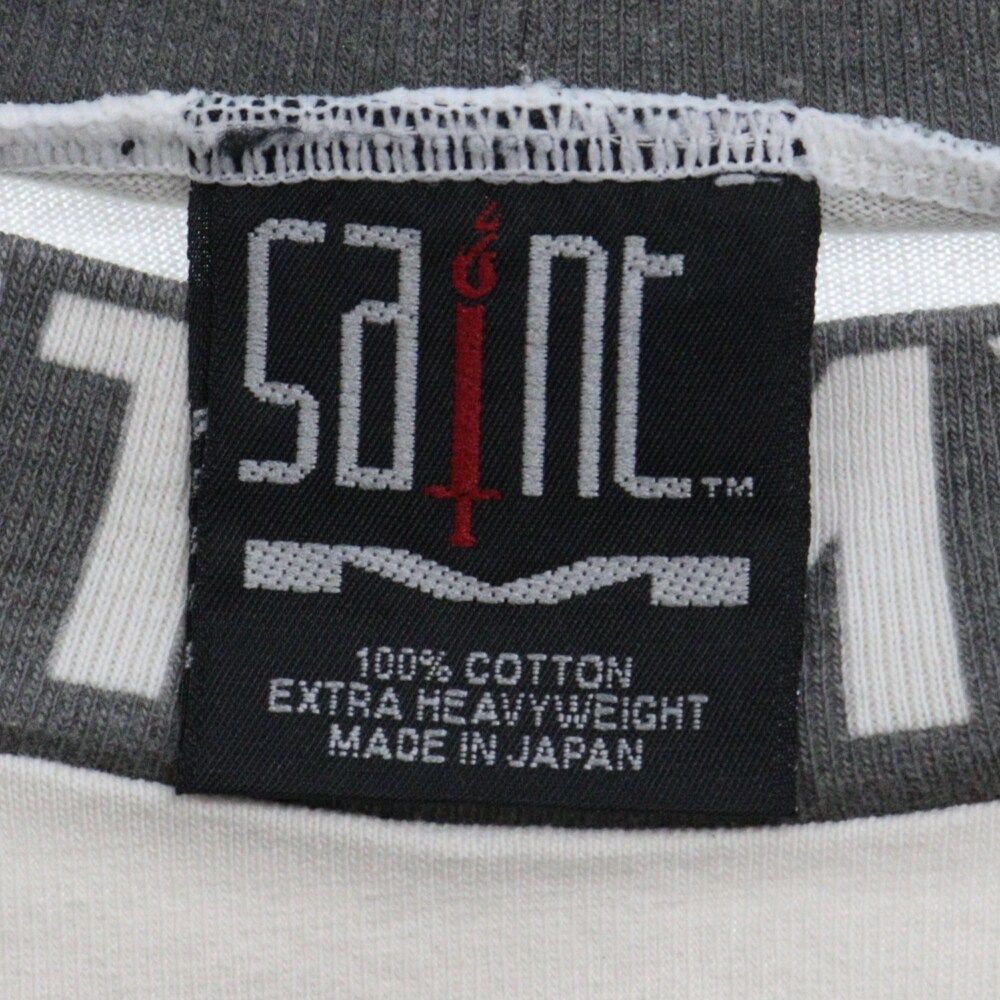 saint™
100% COTTON
EXTRA HEAVYWEIGHT
MADE IN JAPAN